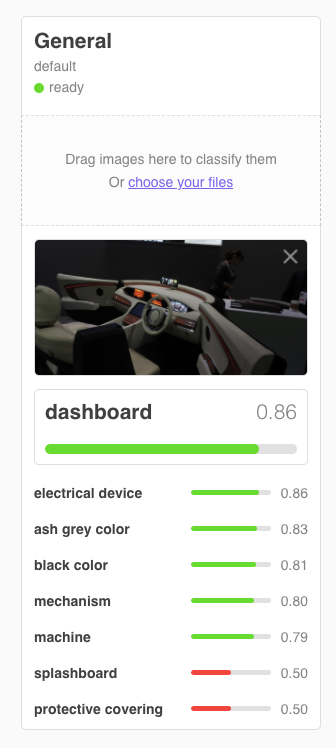 General
default
ready
Drag images here to classify them
Or choose your files
dashboard 0.86
electrical device 0.86
ash grey color 0.83
black color 0.81
mechanism 0.80
machine 0.79
splashboard 0.50
protective covering 0.50